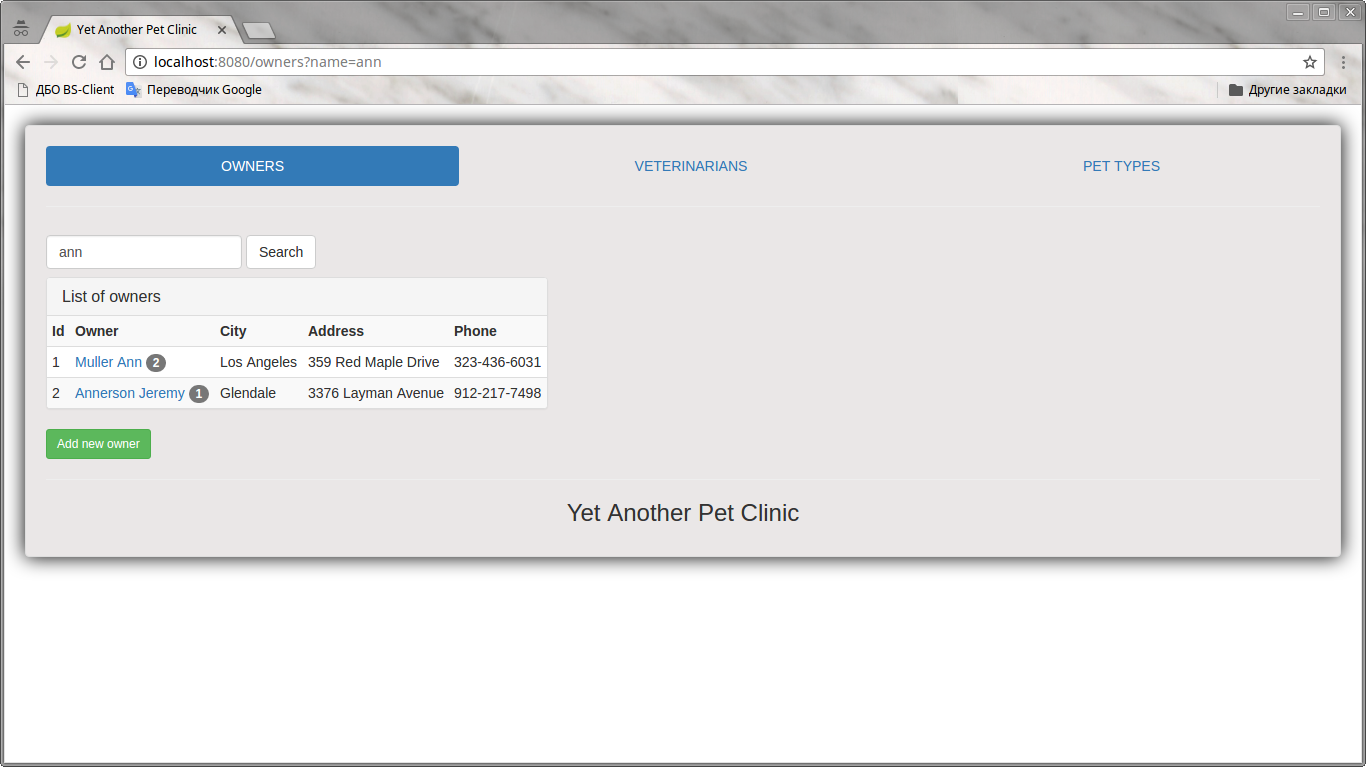 Yet Another Pet Clinic
localhost:8080/owners?name=ann
ДБО BS-Client Переводчик Google Другие закладки
OWNERS VETERINARIANS PET TYPES
ann Search
List of owners
Id Owner City Address Phone
1 Muller Ann 2 Los Angeles 359 Red Maple Drive 323-436-6031
2 Annerson Jeremy 1 Glendale 3376 Layman Avenue 912-217-7498
Add new owner
Yet Another Pet Clinic